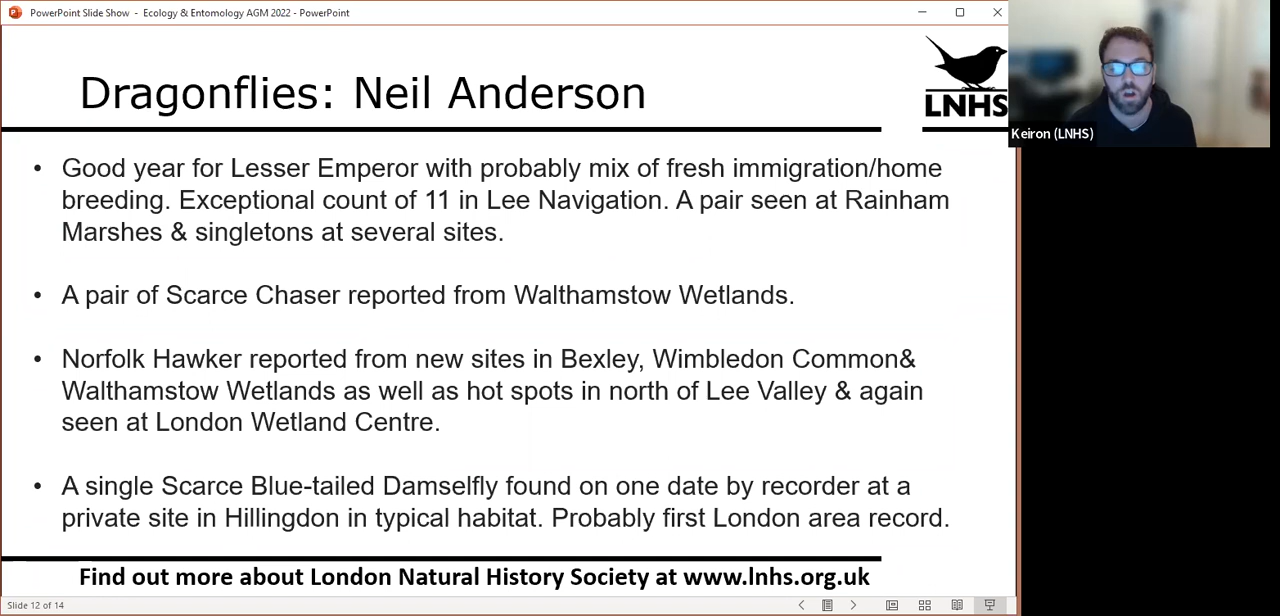 PowerPoint Slide Show - Ecology & Entomology AGM 2022 - PowerPoint
Dragonflies: Neil Anderson
LNHS
Keiron (LNHS)
• Good year for Lesser Emperor with probably mix of fresh immigration/home
breeding. Exceptional count of 11 in Lee Navigation. A pair seen at Rainham
Marshes & singletons at several sites.
• A pair of Scarce Chaser reported from Walthamstow Wetlands.
• Norfolk Hawker reported from new sites in Bexley, Wimbledon Common&
Walthamstow Wetlands as well as hot spots in north of Lee Valley & again
seen at London Wetland Centre.
• A single Scarce Blue-tailed Damselfly found on one date by recorder at a
private site in Hillingdon in typical habitat. Probably first London area record.
Find out more about London Natural History Society at www.lnhs.org.uk
Slide 12 of 14